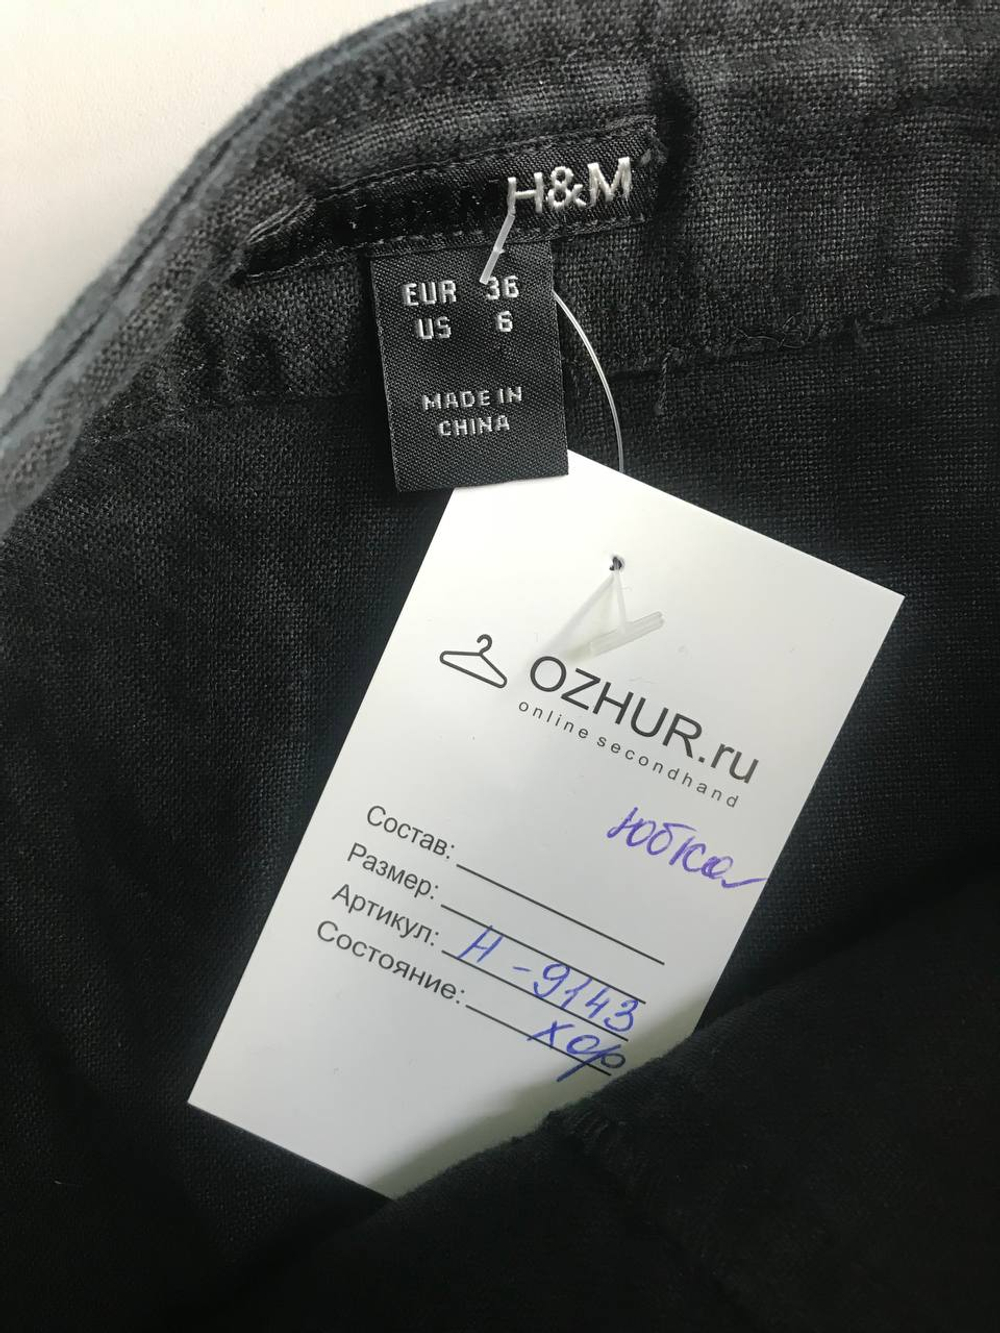 H&M
EUR 36
US 6
MADE IN
CHINA
OZHUR.ru
online secondhand
Юбка
Состав:
Размер:
Артикул: Н-9143
Состояние: хор